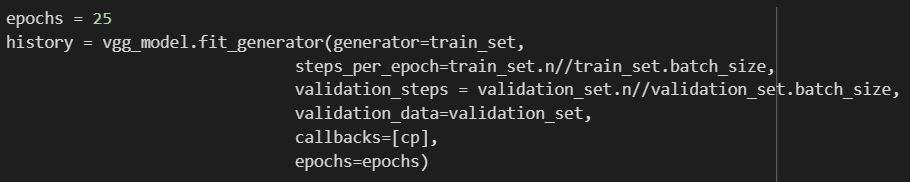 epochs = 25
history = vgg_model.fit_generator(generator=train_set,
steps_per_epoch=train_set.n//train_set.batch_size,
validation_steps = validation_set.n//validation_set.batch_size,
validation_data=validation_set,
callbacks=[cp],
epochs=epochs)